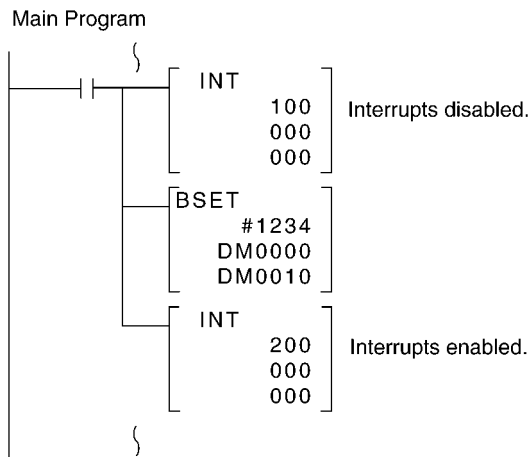 Main Program
INT
100
000
000
Interrupts disabled.
BSET
#1234
DM0000
DM0010
INT
200
000
000
Interrupts enabled.